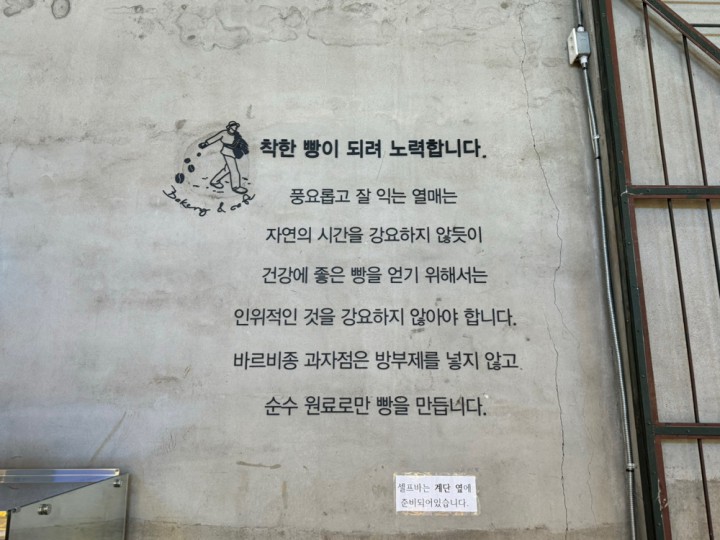 착한 빵이 되려 노력합니다.
Bakery & cafe
풍요롭고 잘 익는 열매는
자연의 시간을 강요하지 않듯이
건강에 좋은 빵을 얻기 위해서는
인위적인 것을 강요하지 않아야 합니다.
바르비종 과자점은 방부제를 넣지 않고
순수 원료로만 빵을 만듭니다.
셀프바는 계단 옆에
준비되어있습니다.